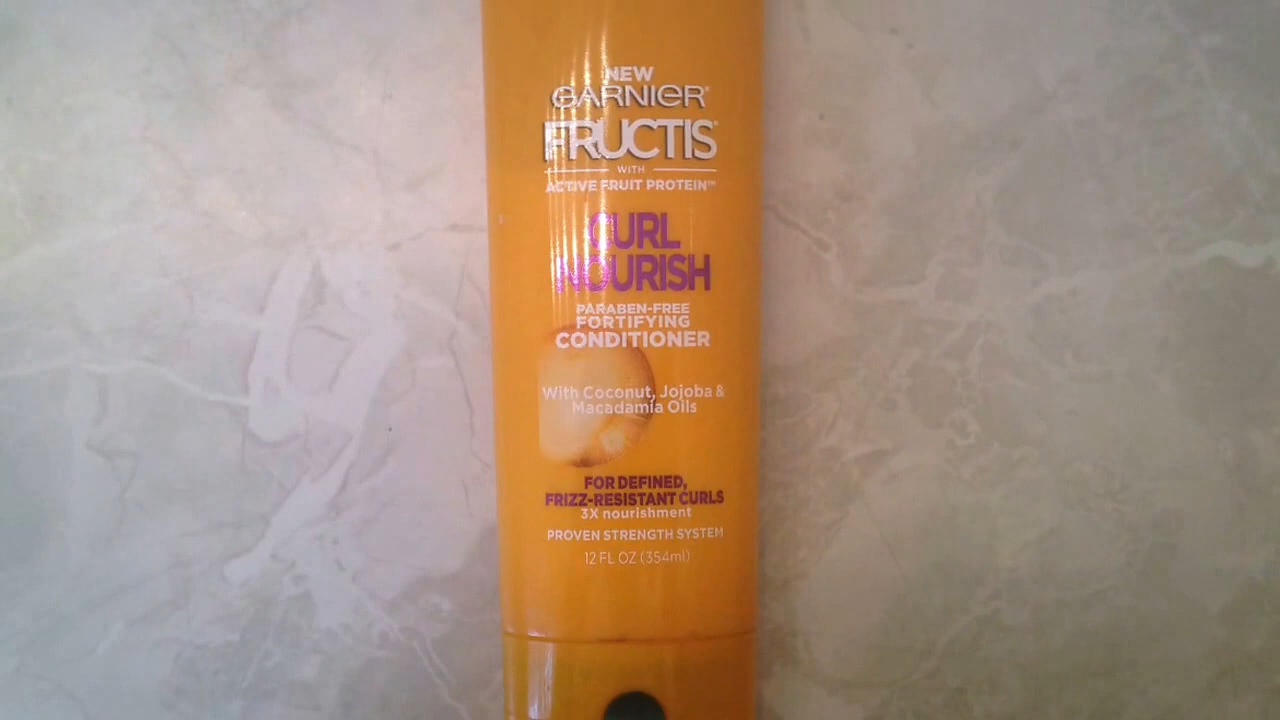 NEW
GARNIER®
FRUCTIS®
WITH
ACTIVE FRUIT PROTEIN™
CURL
NOURISH
PARABEN-FREE
FORTIFYING
CONDITIONER
With Coconut, Jojoba &
Macadamia Oils
FOR DEFINED,
FRIZZ-RESISTANT CURLS
3X nourishment
PROVEN STRENGTH SYSTEM
12 FL OZ (354ml)